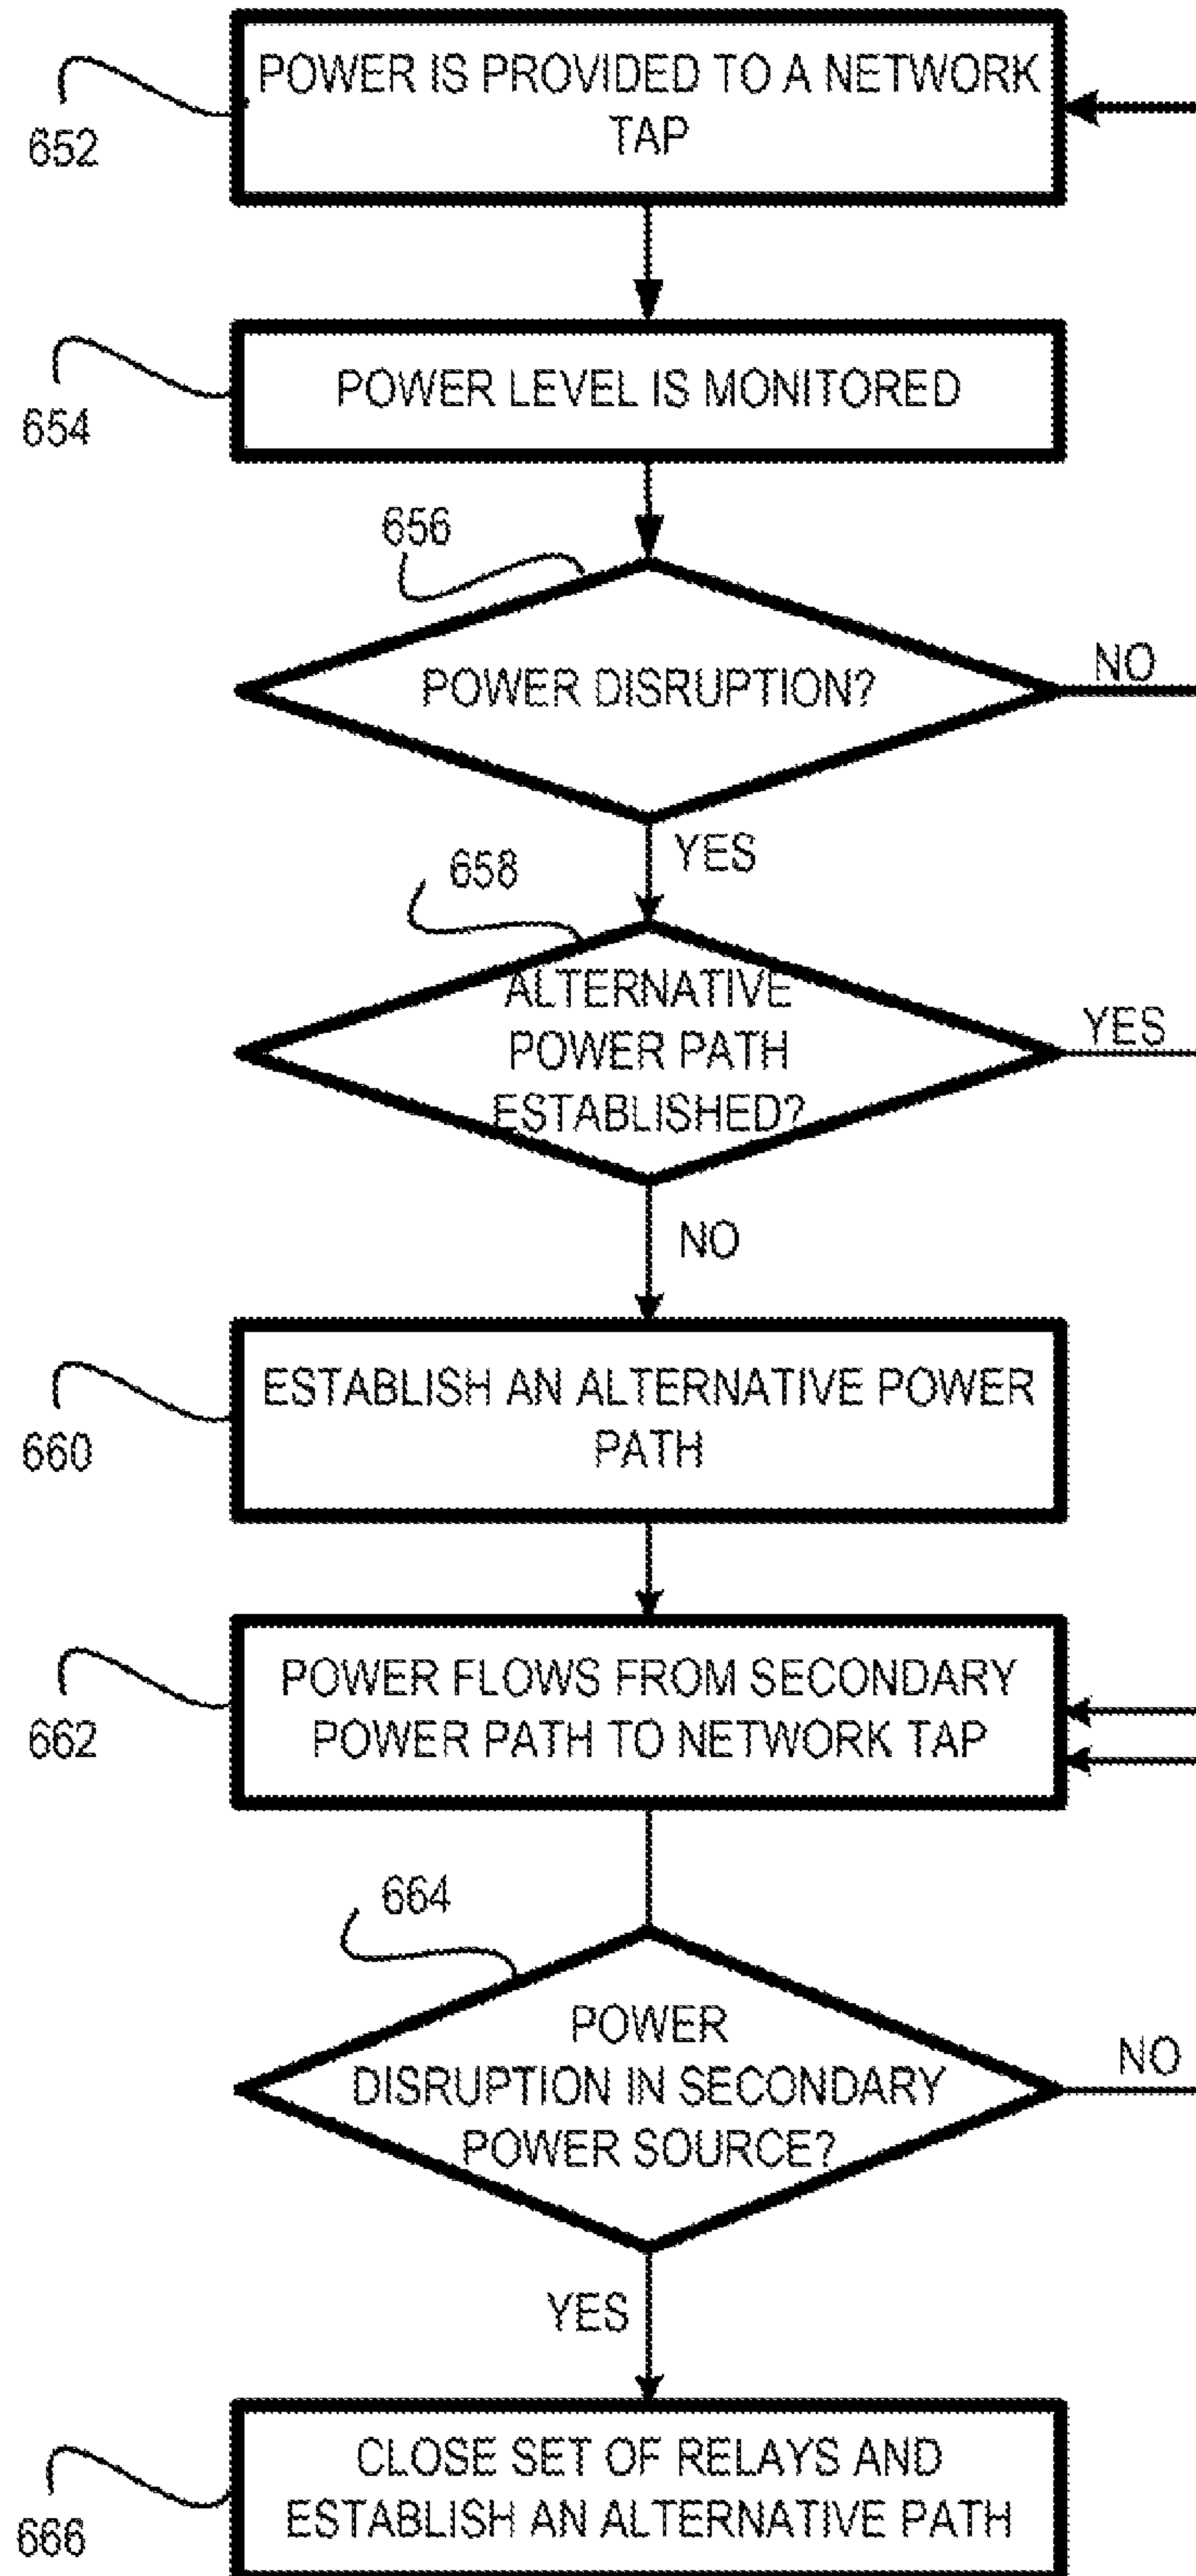 POWER IS PROVIDED TO A NETWORK
TAP
652
POWER LEVEL IS MONITORED
654
656
POWER DISRUPTION?
NO
YES
658
ALTERNATIVE
POWER PATH
ESTABLISHED?
YES
NO
ESTABLISH AN ALTERNATIVE POWER
PATH
660
POWER FLOWS FROM SECONDARY
POWER PATH TO NETWORK TAP
662
664
POWER
DISRUPTION IN SECONDARY
POWER SOURCE?
NO
YES
CLOSE SET OF RELAYS AND
ESTABLISH AN ALTERNATIVE PATH
666